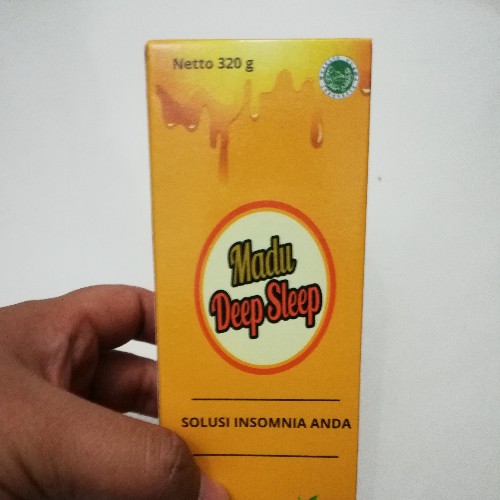 Netto 320 g
Madu
Deep Sleep
SOLUSI INSOMNIA ANDA